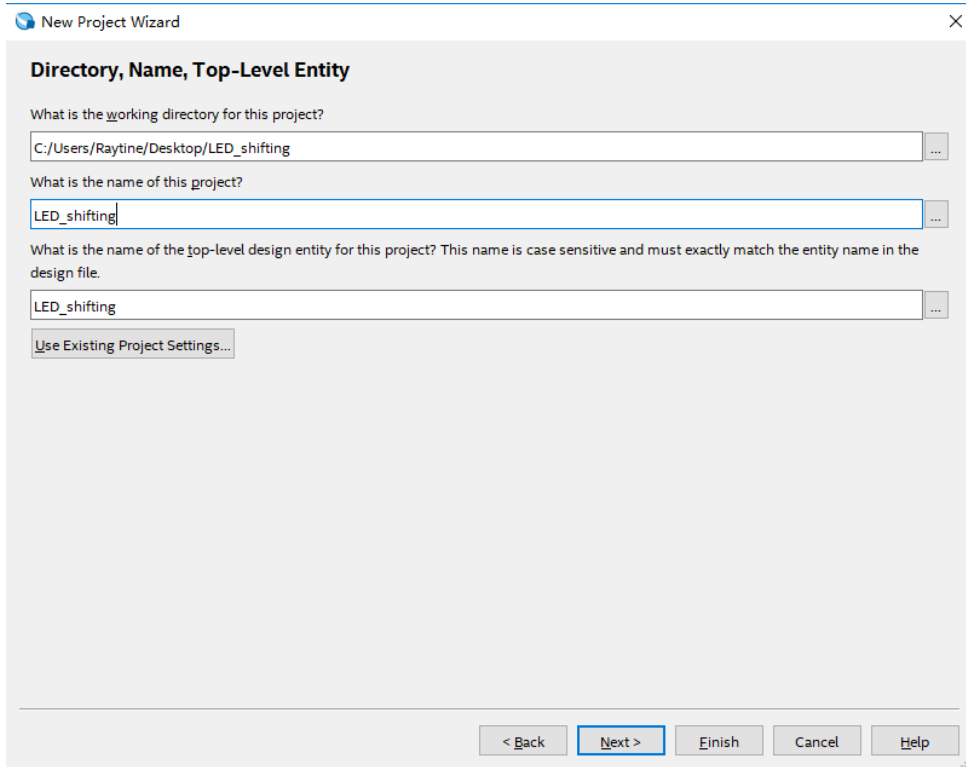 New Project Wizard
Directory, Name, Top-Level Entity
What is the working directory for this project?
C:/Users/Raytine/Desktop/LED_shifting
...
What is the name of this project?
LED_shifting
...
What is the name of the top-level design entity for this project? This name is case sensitive and must exactly match the entity name in the
design file.
LED_shifting
...
Use Existing Project Settings...
< Back Next > Finish Cancel Help